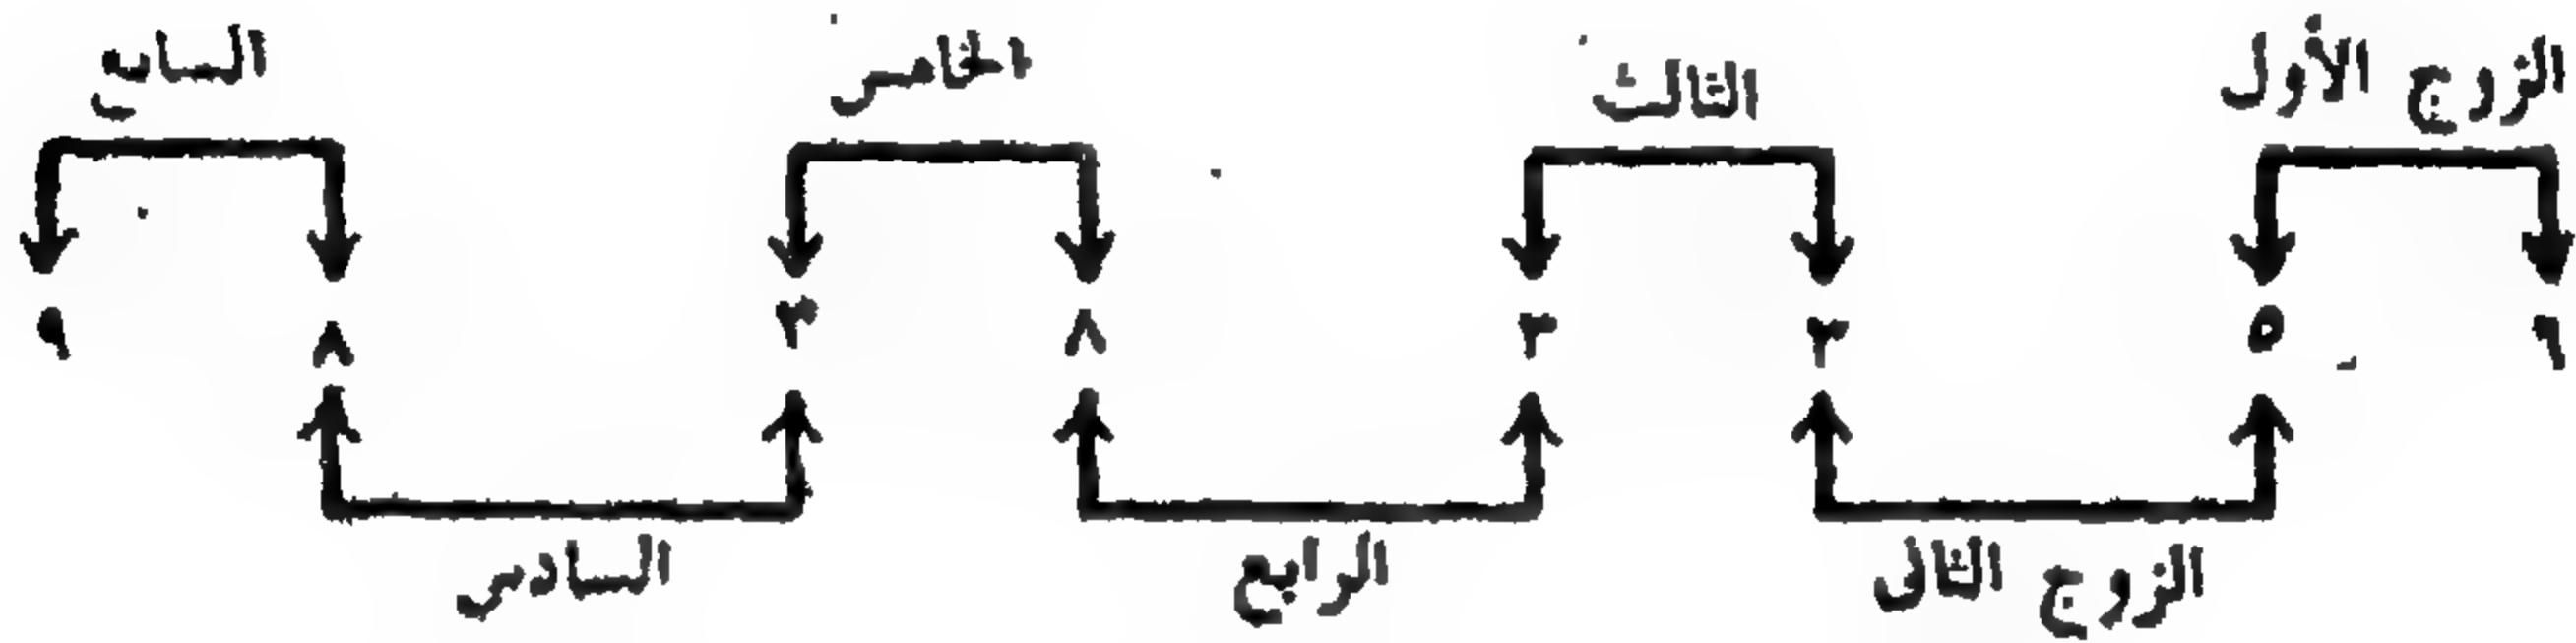 الزوج الأول الثالث الخامس السابع
٦ ٥ ٢ ٣ ٨ ٣ ٨ ٩
الزوج الثاني الرابع السادس